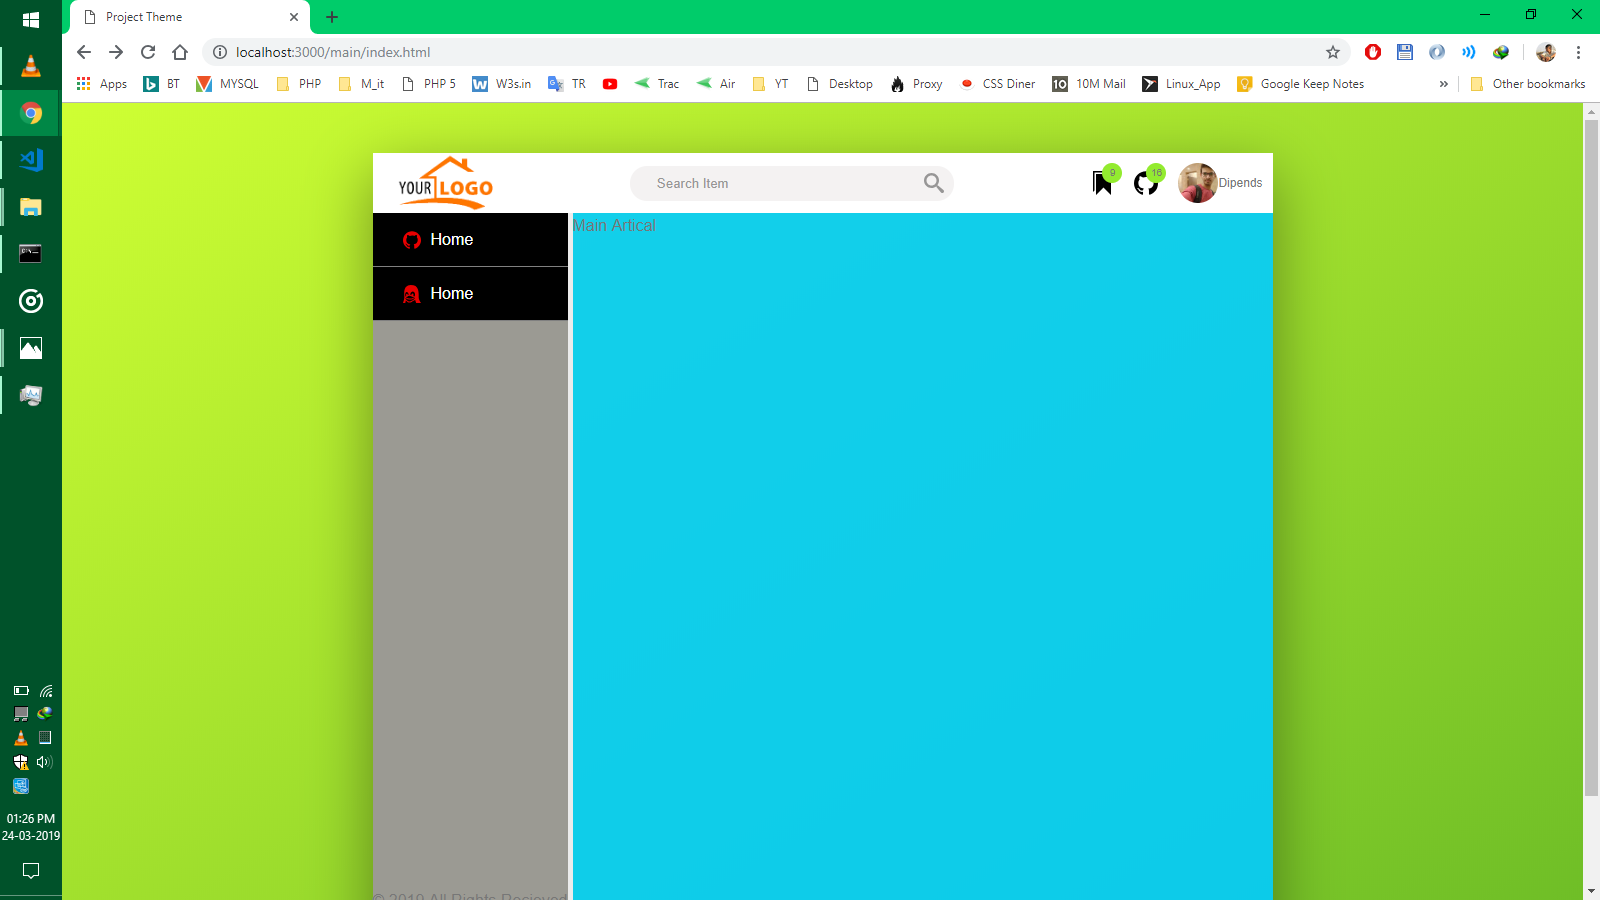 Project Theme
localhost:3000/main/index.html
Apps BT MYSQL PHP M_it PHP 5 W3s.in TR Trac Air YT Desktop Proxy CSS Diner 10 10M Mail Linux_App Google Keep Notes » Other bookmarks
YOUR LOGO
Search Item
9
16
Dipends
Home
Main Artical
Home
© 2019 All Rights Recieved
01:26 PM
24-03-2019